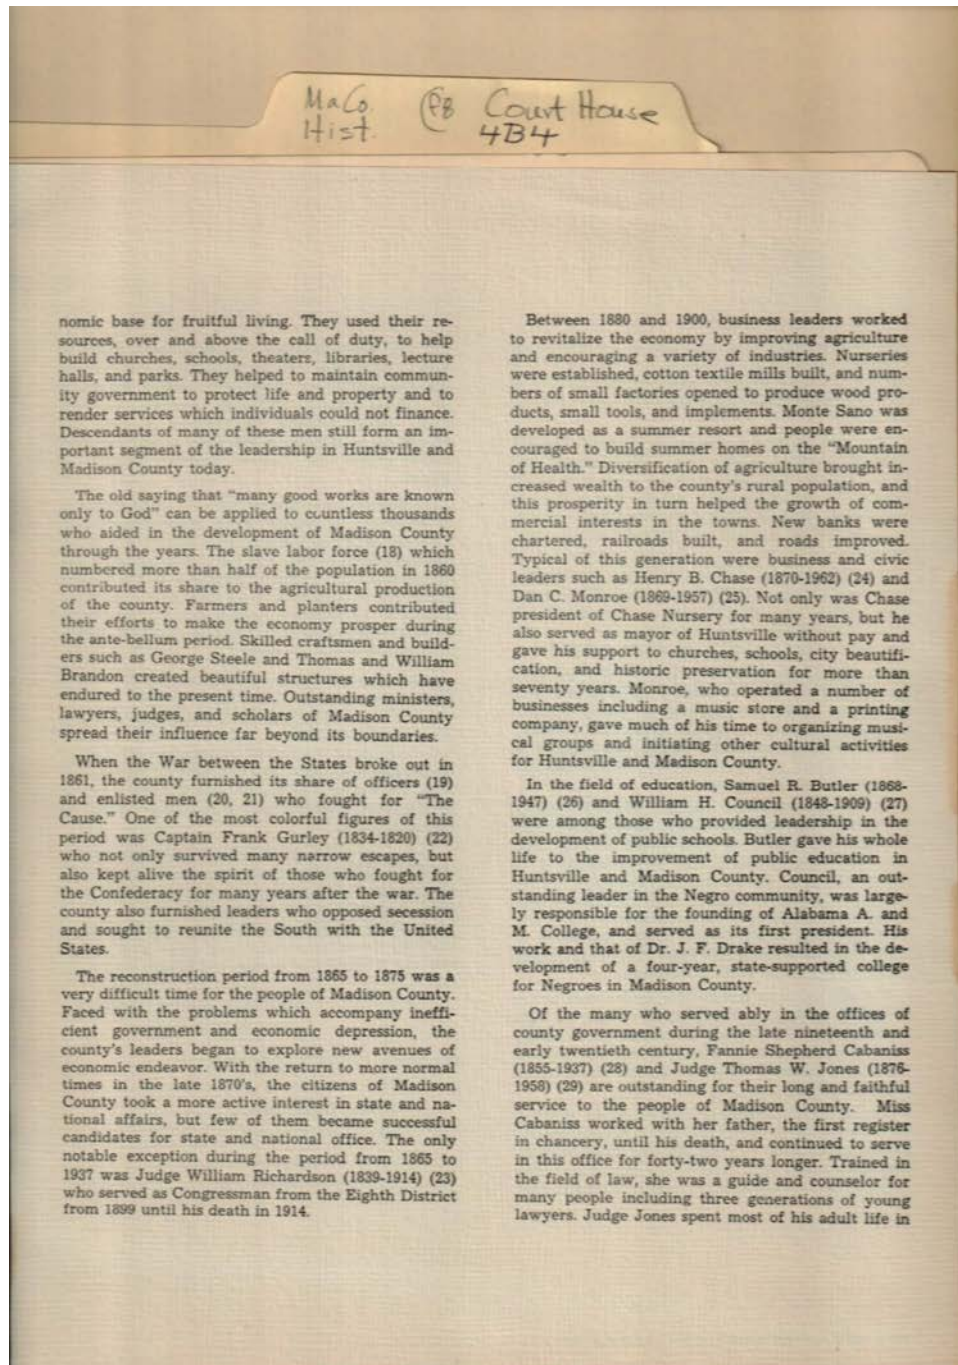 MaCo. P8 Court House
Hist. 4B4
nomic base for fruitful living. They used their re-
sources, over and above the call of duty, to help
build churches, schools, theaters, libraries, lecture
halls, and parks. They helped to maintain commun-
ity government to protect life and property and to
render services which individuals could not finance.
Descendants of many of these men still form an im-
portant segment of the leadership in Huntsville and
Madison County today.
The old saying that "many good works are known
only to God" can be applied to countless thousands
who aided in the development of Madison County
through the years. The slave labor force (18) which
numbered more than half of the population in 1860
contributed its share to the agricultural production
of the county. Farmers and planters contributed
their efforts to make the economy prosper during
the ante-bellum period. Skilled craftsmen and build-
ers such as George Steele and Thomas and William
Brandon created beautiful structures which have
endured to the present time. Outstanding ministers,
lawyers, judges, and scholars of Madison County
spread their influence far beyond its boundaries.
When the War between the States broke out in
1861, the county furnished its share of officers (19)
and enlisted men (20, 21) who fought for "The
Cause." One of the most colorful figures of this
period was Captain Frank Gurley (1834-1820) (22)
who not only survived many narrow escapes, but
also kept alive the spirit of those who fought for
the Confederacy for many years after the war. The
county also furnished leaders who opposed secession
and sought to reunite the South with the United
States.
The reconstruction period from 1865 to 1875 was a
very difficult time for the people of Madison County.
Faced with the problems which accompany ineffi-
cient government and economic depression, the
county's leaders began to explore new avenues of
economic endeavor. With the return to more normal
times in the late 1870's, the citizens of Madison
County took a more active interest in state and na-
tional affairs, but few of them became successful
candidates for state and national office. The only
notable exception during the period from 1865 to
1937 was Judge William Richardson (1839-1914) (23)
who served as Congressman from the Eighth District
from 1899 until his death in 1914.
Between 1880 and 1900, business leaders worked
to revitalize the economy by improving agriculture
and encouraging a variety of industries. Nurseries
were established, cotton textile mills built, and num-
bers of small factories opened to produce wood pro-
ducts, small tools, and implements. Monte Sano was
developed as a summer resort and people were en-
couraged to build summer homes on the "Mountain
of Health." Diversification of agriculture brought in-
creased wealth to the county's rural population, and
this prosperity in turn helped the growth of com-
mercial interests in the towns. New banks were
chartered, railroads built, and roads improved.
Typical of this generation were business and civic
leaders such as Henry B. Chase (1870-1962) (24) and
Dan C. Monroe (1869-1957) (25). Not only was Chase
president of Chase Nursery for many years, but he
also served as mayor of Huntsville without pay and
gave his support to churches, schools, city beautifi-
cation, and historic preservation for more than
seventy years. Monroe, who operated a number of
businesses including a music store and a printing
company, gave much of his time to organizing musi-
cal groups and initiating other cultural activities
for Huntsville and Madison County.
In the field of education, Samuel R. Butler (1868-
1947) (26) and William H. Council (1848-1909) (27)
were among those who provided leadership in the
development of public schools. Butler gave his whole
life to the improvement of public education in
Huntsville and Madison County. Council, an out-
standing leader in the Negro community, was large-
ly responsible for the founding of Alabama A. and
M. College, and served as its first president. His
work and that of Dr. J. F. Drake resulted in the de-
velopment of a four-year, state-supported college
for Negroes in Madison County.
Of the many who served ably in the offices of
county government during the late nineteenth and
early twentieth century, Fannie Shepherd Cabaniss
(1855-1937) (28) and Judge Thomas W. Jones (1876-
1958) (29) are outstanding for their long and faithful
service to the people of Madison County. Miss
Cabaniss worked with her father, the first register
in chancery, until his death, and continued to serve
in this office for forty-two years longer. Trained in
the field of law, she was a guide and counselor for
many people including three generations of young
lawyers. Judge Jones spent most of his adult life in